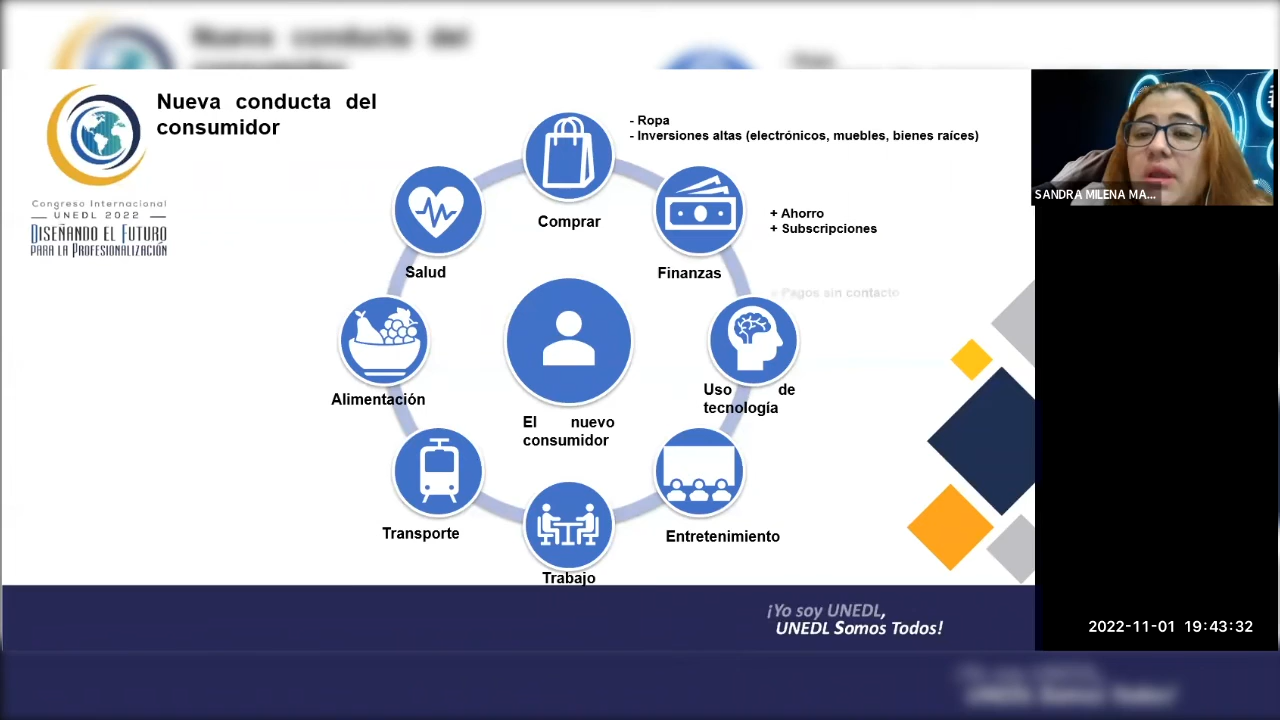 Nueva conducta del
consumidor
Congreso Internacional
UNEDL 2022
DISEÑANDO EL FUTURO
PARA LA PROFESIONALIZACIÓN
- Ropa
- Inversiones altas (electrónicos, muebles, bienes raíces)
Comprar
Salud
Finanzas
+ Ahorro
+ Subscripciones
+ Pagos sin contacto
Alimentación
Uso de
tecnología
El nuevo
consumidor
Transporte
Entretenimiento
Trabajo
¡Yo soy UNEDL,
UNEDL Somos Todos!
SANDRA MILENA MA...
2022-11-01 19:43:32